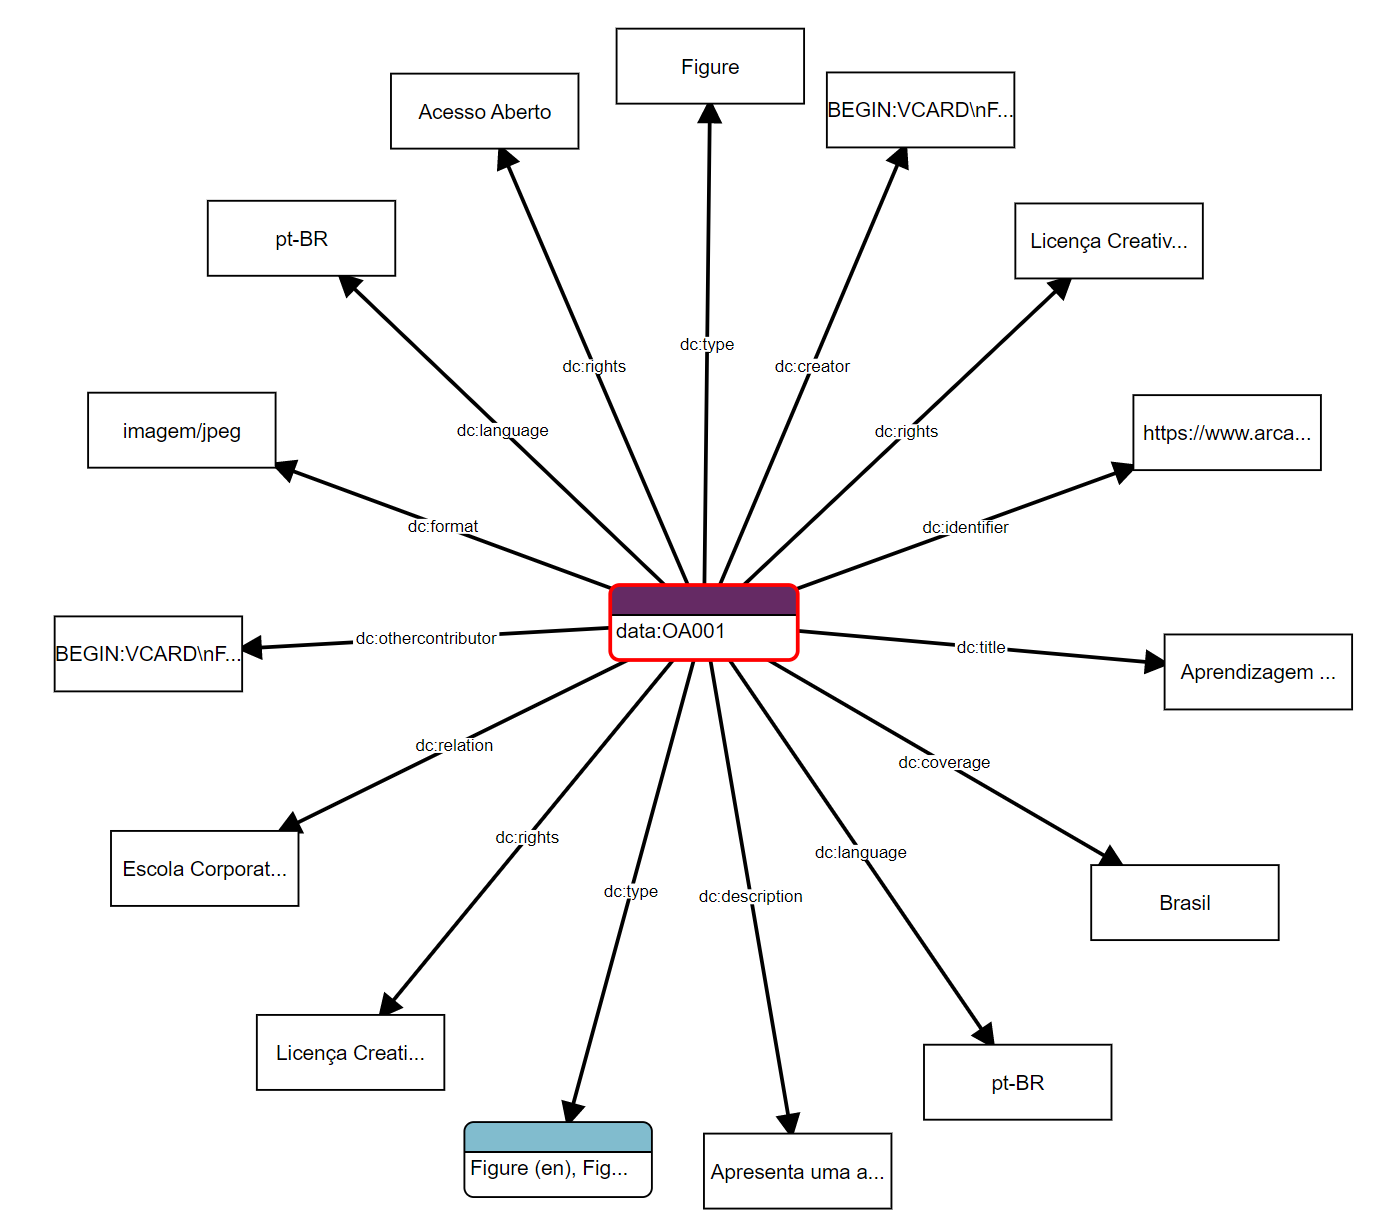 Figure
Acesso Aberto
BEGIN:VCARD\nF...
pt-BR
Licença Creativ...
dc:type
dc:rights
dc:creator
imagem/jpeg
dc:language
dc:rights
https://www.arca...
dc:format
dc:identifier
data:OA001
dc:othercontributor
BEGIN:VCARD\nF...
dc:title
Aprendizagem ...
dc:relation
dc:coverage
dc:rights
dc:language
Escola Corporat...
dc:type
dc:description
Brasil
Licença Creati...
pt-BR
Figure (en), Fig...
Apresenta uma a...